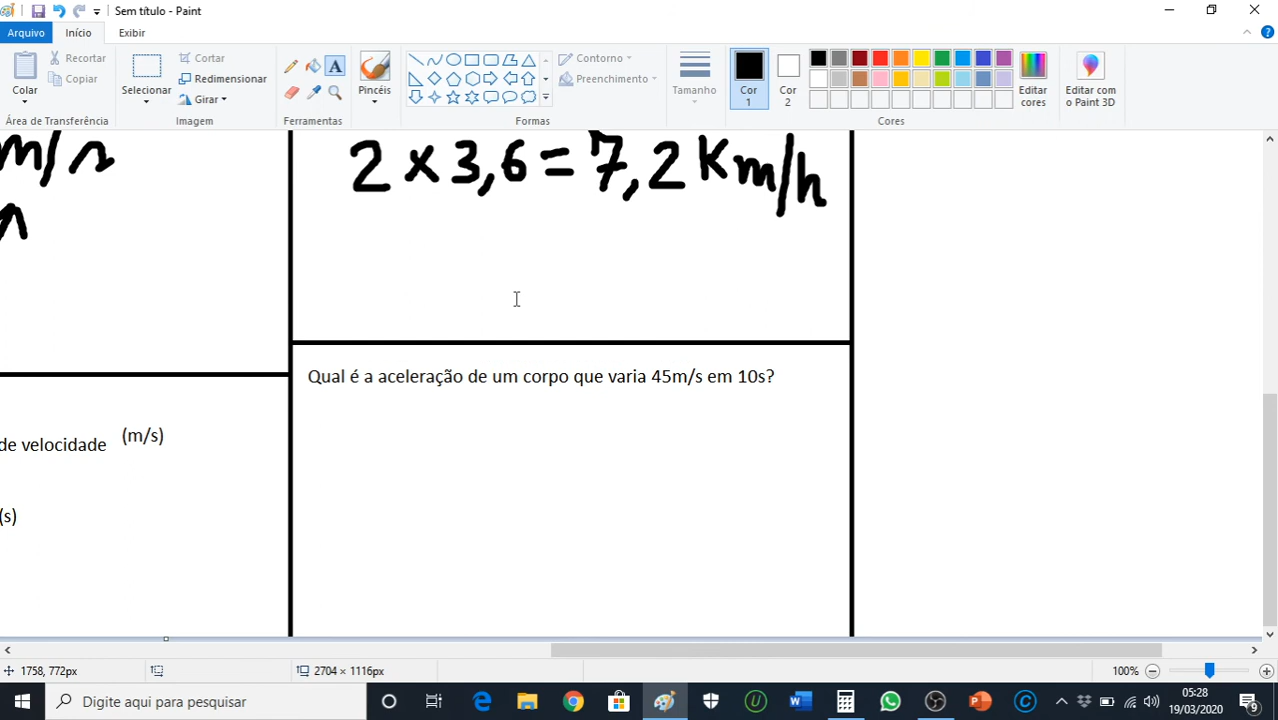 Sem título - Paint
Arquivo Início Exibir
Colar
Recortar
Copiar
Área de Transferência
Selecionar
Cortar
Redimensionar
Girar
Imagem
A
Ferramentas
Pincéis
Contorno
Preenchimento
Formas
Tamanho
Cor 1
Cor 2
Editar cores
Editar com o Paint 3D
Cores
m/s
2 x 3,6 = 7,2 Km/h
Qual é a aceleração de um corpo que varia 45m/s em 10s?
de velocidade (m/s)
(s)
1758, 772px
2704 × 1116px
100%
Digite aqui para pesquisar
05:28
19/03/2020